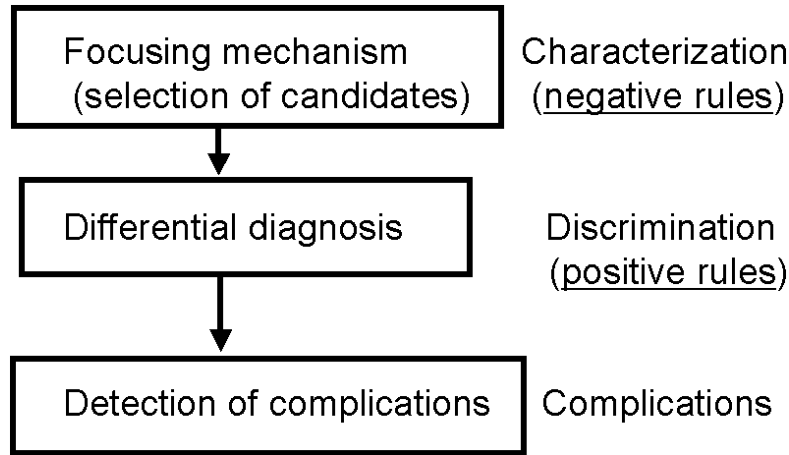 Focusing mechanism
(selection of candidates)
Characterization
(negative rules)
Differential diagnosis
Discrimination
(positive rules)
Detection of complications
Complications